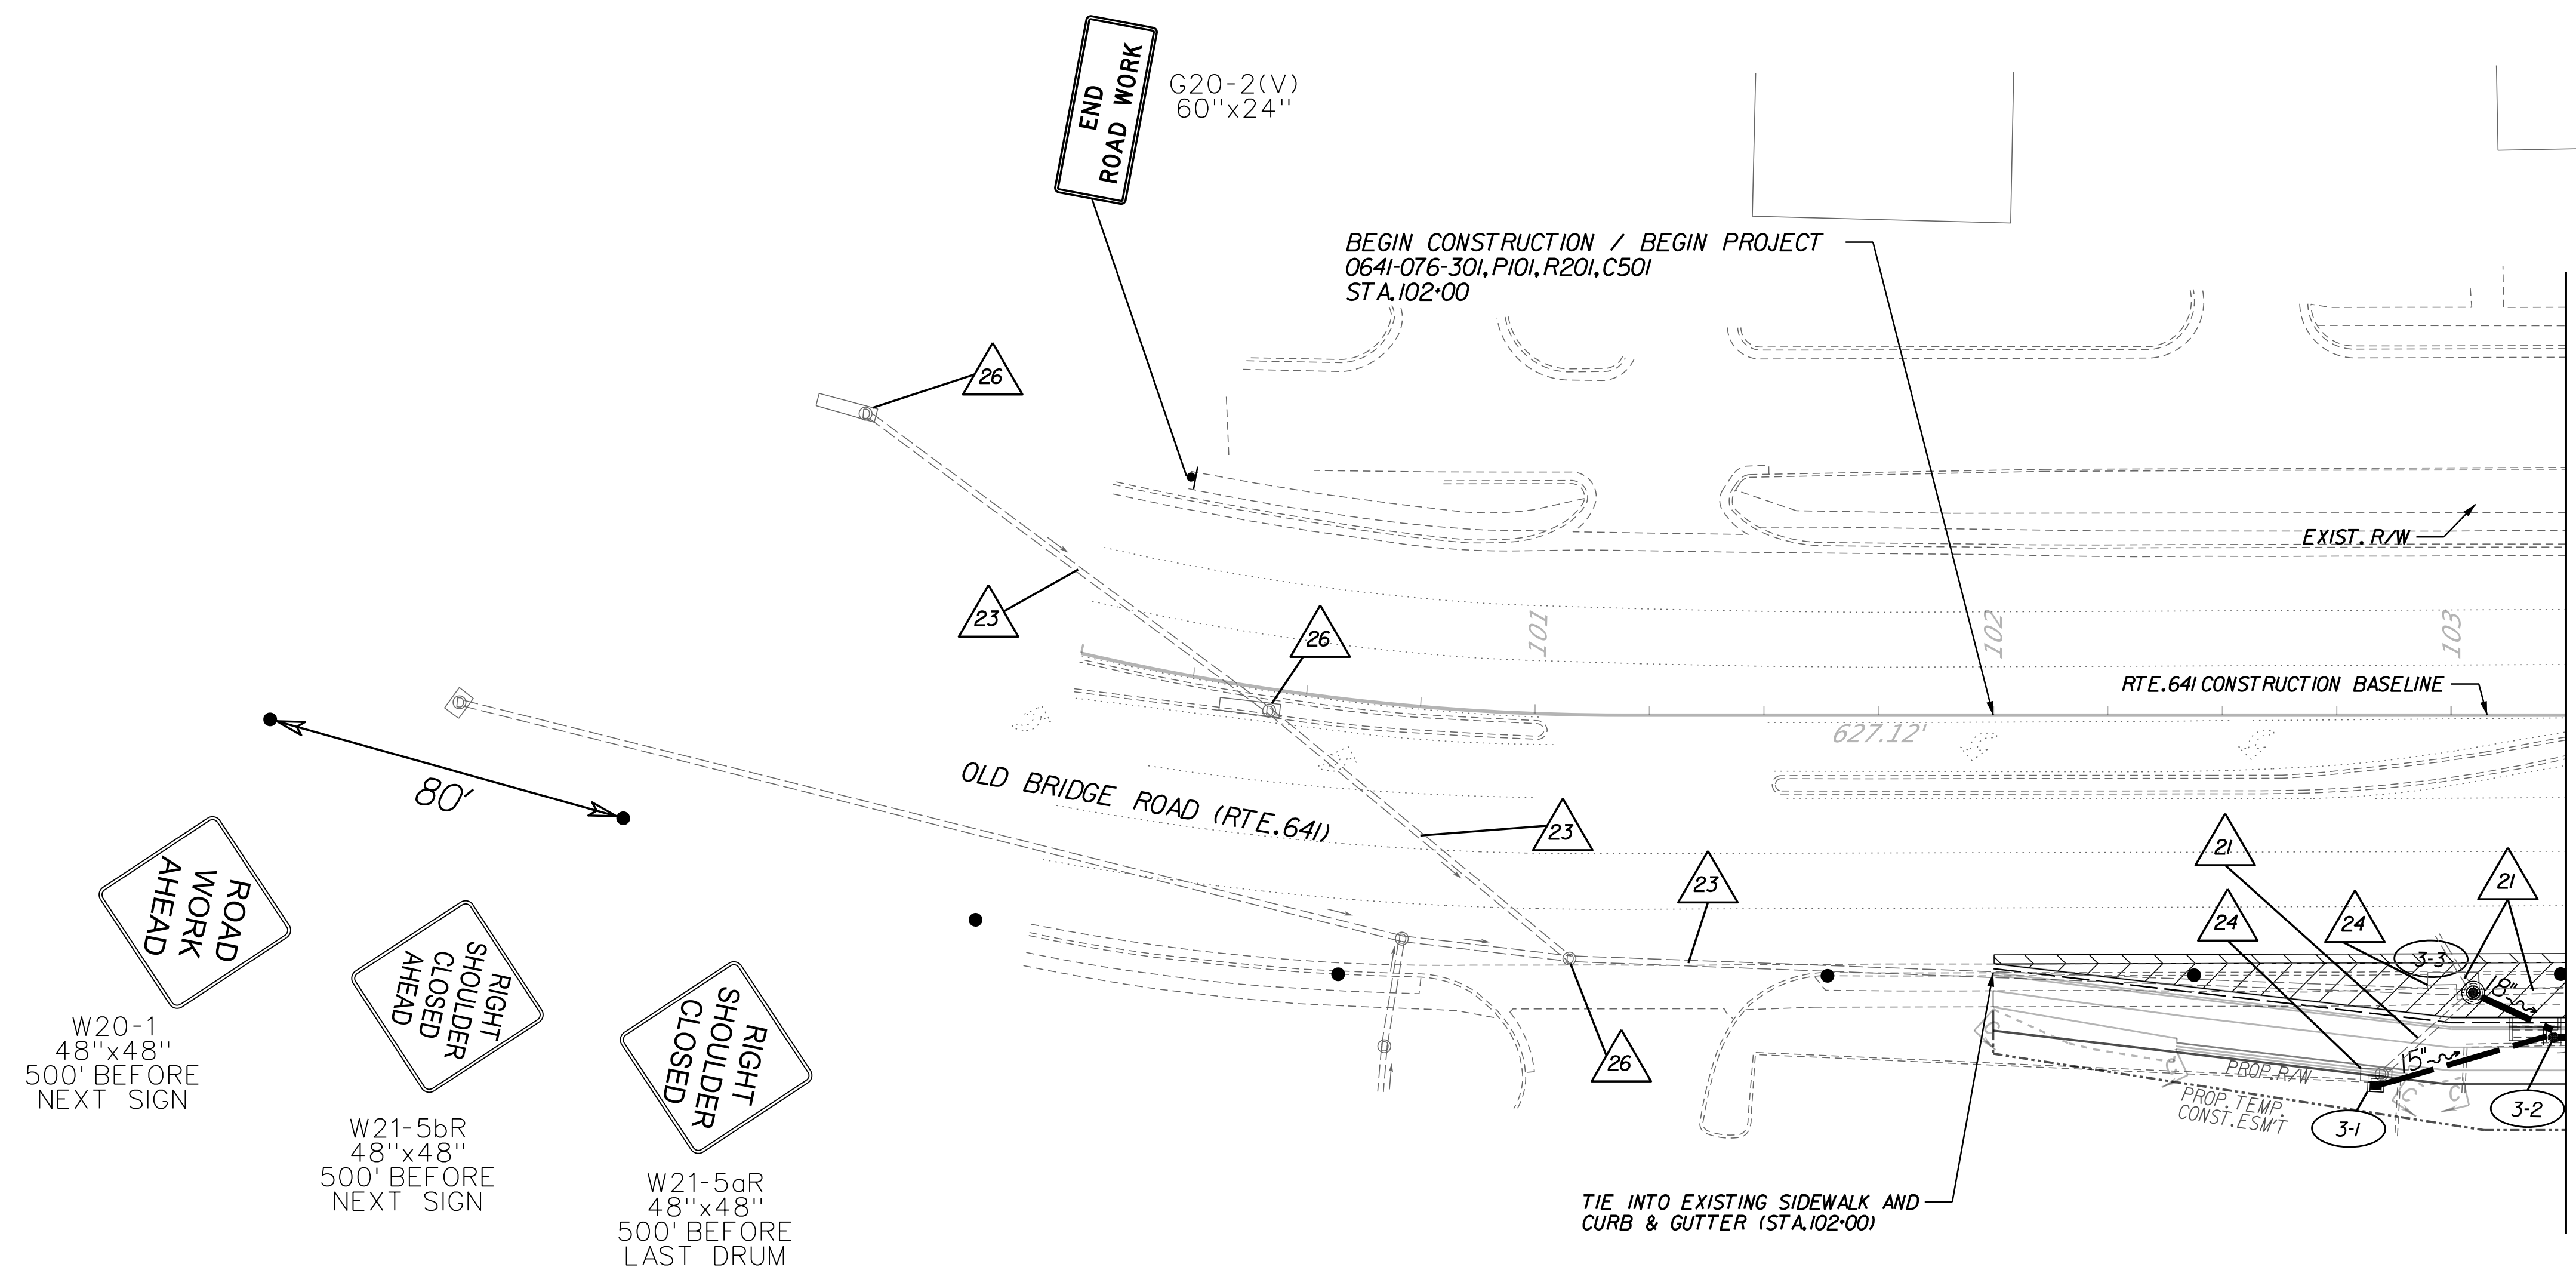 END
ROAD WORK
G20-2(V)
60"x24"
BEGIN CONSTRUCTION / BEGIN PROJECT
0641-076-301, P101, R201, C501
STA. 102+00
26
23
26
101
102
103
EXIST. R/W
RTE. 641 CONSTRUCTION BASELINE
627.12'
80'
OLD BRIDGE ROAD (RTE. 641)
23
23
21
21
24
24
3-3
18"
15"
26
ROAD
WORK
AHEAD
W20-1
48"x48"
500' BEFORE
NEXT SIGN
RIGHT
SHOULDER
CLOSED
AHEAD
W21-5bR
48"x48"
500' BEFORE
NEXT SIGN
RIGHT
SHOULDER
CLOSED
W21-5aR
48"x48"
500' BEFORE
LAST DRUM
PROP. R/W
PROP. TEMP.
CONST. ESM'T
C
C
C
C
3-1
3-2
TIE INTO EXISTING SIDEWALK AND
CURB & GUTTER (STA. 102+00)
D
D
D
D
D